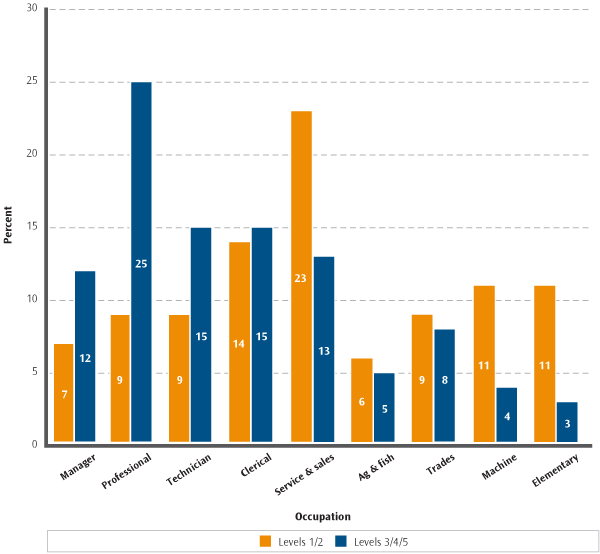 30
25
20
15
10
5
0
Percent
7
12
9
25
9
15
14
15
23
13
6
5
9
8
11
4
11
3
Manager
Professional
Technician
Clerical
Service & sales
Ag & fish
Trades
Machine
Elementary
Occupation
Levels 1/2 Levels 3/4/5